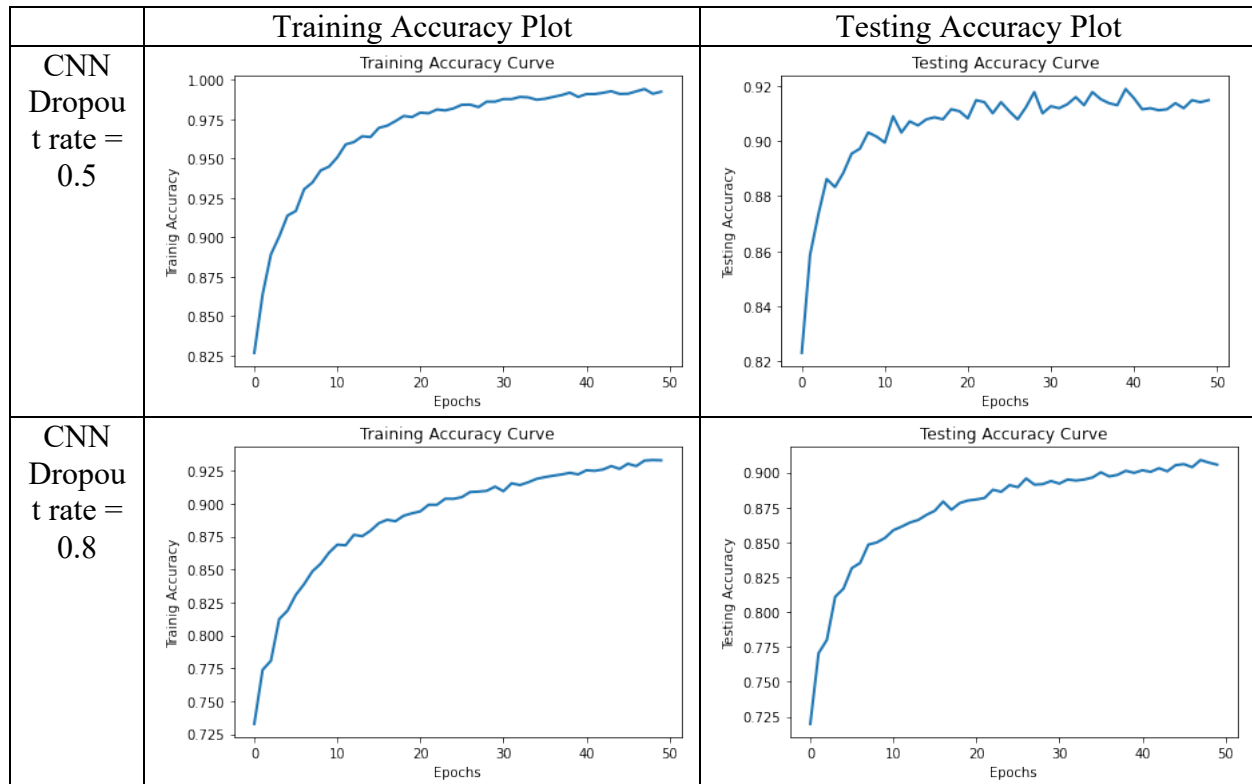 Training Accuracy Plot
Testing Accuracy Plot
CNN
Dropou
t rate =
0.5
Training Accuracy Curve
1.000
0.975
0.950
0.925
0.900
0.875
0.850
0.825
Trainig Accuracy
0 10 20 30 40 50
Epochs
Testing Accuracy Curve
0.92
0.90
0.88
0.86
0.84
0.82
Testing Accuracy
0 10 20 30 40 50
Epochs
CNN
Dropou
t rate =
0.8
Training Accuracy Curve
0.925
0.900
0.875
0.850
0.825
0.800
0.775
0.750
0.725
Trainig Accuracy
0 10 20 30 40 50
Epochs
Testing Accuracy Curve
0.900
0.875
0.850
0.825
0.800
0.775
0.750
0.725
Testing Accuracy
0 10 20 30 40 50
Epochs